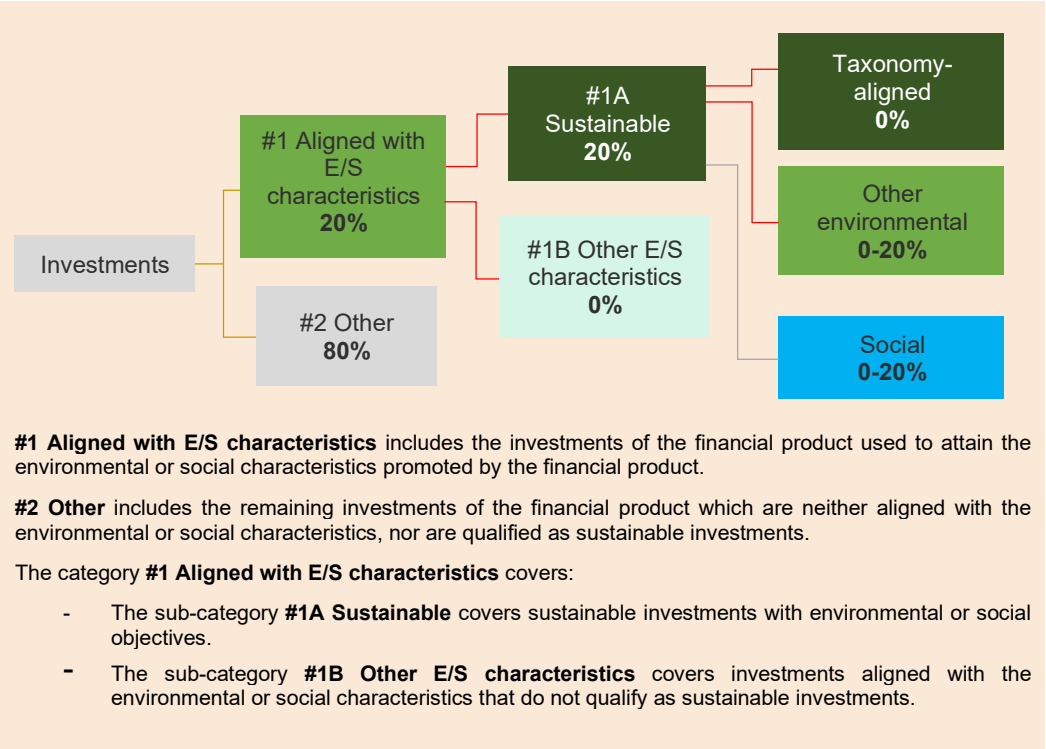 Investments
#1 Aligned with
E/S
characteristics
20%
#2 Other
80%
#1A
Sustainable
20%
#1B Other E/S
characteristics
0%
Taxonomy-
aligned
0%
Other
environmental
0-20%
Social
0-20%
#1 Aligned with E/S characteristics includes the investments of the financial product used to attain the
environmental or social characteristics promoted by the financial product.
#2 Other includes the remaining investments of the financial product which are neither aligned with the
environmental or social characteristics, nor are qualified as sustainable investments.
The category #1 Aligned with E/S characteristics covers:
- The sub-category #1A Sustainable covers sustainable investments with environmental or social
objectives.
- The sub-category #1B Other E/S characteristics covers investments aligned with the
environmental or social characteristics that do not qualify as sustainable investments.